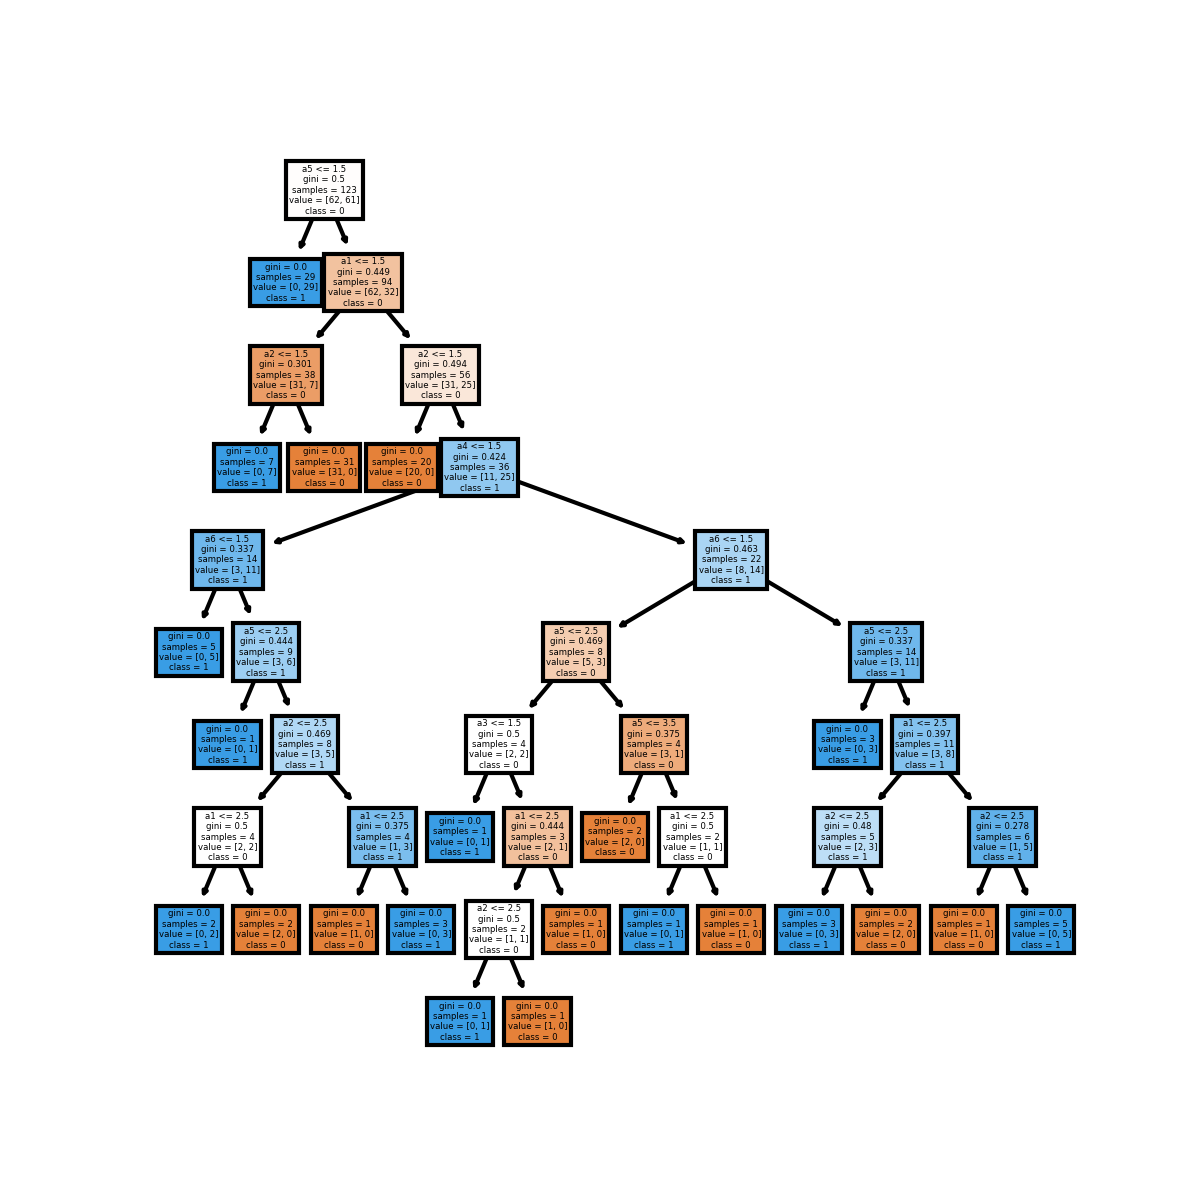 a5 <= 1.5
gini = 0.5
samples = 123
value = [62, 61]
class = 0
gini = 0.0
samples = 29
value = [0, 29]
class = 1
a1 <= 1.5
gini = 0.449
samples = 94
value = [62, 32]
class = 0
a2 <= 1.5
gini = 0.301
samples = 38
value = [31, 7]
class = 0
a2 <= 1.5
gini = 0.494
samples = 56
value = [31, 25]
class = 0
gini = 0.0
samples = 7
value = [0, 7]
class = 1
gini = 0.0
samples = 31
value = [31, 0]
class = 0
gini = 0.0
samples = 20
value = [20, 0]
class = 0
a4 <= 1.5
gini = 0.424
samples = 36
value = [11, 25]
class = 1
a6 <= 1.5
gini = 0.337
samples = 14
value = [3, 11]
class = 1
a6 <= 1.5
gini = 0.463
samples = 22
value = [8, 14]
class = 1
gini = 0.0
samples = 5
value = [0, 5]
class = 1
a5 <= 2.5
gini = 0.444
samples = 9
value = [3, 6]
class = 1
a5 <= 2.5
gini = 0.469
samples = 8
value = [5, 3]
class = 0
a5 <= 2.5
gini = 0.337
samples = 14
value = [3, 11]
class = 1
gini = 0.0
samples = 1
value = [0, 1]
class = 1
a2 <= 2.5
gini = 0.469
samples = 8
value = [3, 5]
class = 1
a3 <= 1.5
gini = 0.5
samples = 4
value = [2, 2]
class = 0
a5 <= 3.5
gini = 0.375
samples = 4
value = [3, 1]
class = 0
gini = 0.0
samples = 3
value = [0, 3]
class = 1
a1 <= 2.5
gini = 0.397
samples = 11
value = [3, 8]
class = 1
a1 <= 2.5
gini = 0.5
samples = 4
value = [2, 2]
class = 0
a1 <= 2.5
gini = 0.375
samples = 4
value = [1, 3]
class = 1
gini = 0.0
samples = 1
value = [0, 1]
class = 1
a1 <= 2.5
gini = 0.444
samples = 3
value = [2, 1]
class = 0
gini = 0.0
samples = 2
value = [2, 0]
class = 0
a1 <= 2.5
gini = 0.5
samples = 2
value = [1, 1]
class = 0
a2 <= 2.5
gini = 0.48
samples = 5
value = [2, 3]
class = 1
a2 <= 2.5
gini = 0.278
samples = 6
value = [1, 5]
class = 1
gini = 0.0
samples = 2
value = [0, 2]
class = 1
gini = 0.0
samples = 2
value = [2, 0]
class = 0
gini = 0.0
samples = 1
value = [1, 0]
class = 0
gini = 0.0
samples = 3
value = [0, 3]
class = 1
a2 <= 2.5
gini = 0.5
samples = 2
value = [1, 1]
class = 0
gini = 0.0
samples = 1
value = [1, 0]
class = 0
gini = 0.0
samples = 1
value = [0, 1]
class = 1
gini = 0.0
samples = 1
value = [1, 0]
class = 0
gini = 0.0
samples = 3
value = [0, 3]
class = 1
gini = 0.0
samples = 2
value = [2, 0]
class = 0
gini = 0.0
samples = 1
value = [1, 0]
class = 0
gini = 0.0
samples = 5
value = [0, 5]
class = 1
gini = 0.0
samples = 1
value = [0, 1]
class = 1
gini = 0.0
samples = 1
value = [1, 0]
class = 0